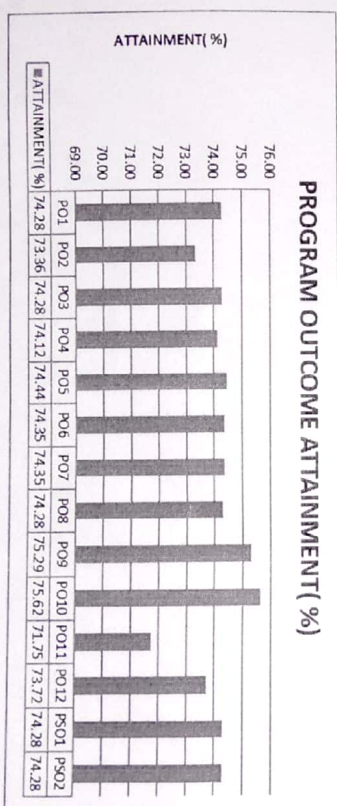 PROGRAM OUTCOME ATTAINMENT( %)
ATTAINMENT( %)
76.00
75.00
74.00
73.00
72.00
71.00
70.00
69.00
PO1 PO2 PO3 PO4 PO5 PO6 PO7 PO8 PO9 PO10 PO11 PO12 PSO1 PSO2
ATTAINMENT( %) 74.28 73.36 74.28 74.12 74.44 74.35 74.35 74.28 75.29 75.62 71.75 73.72 74.28 74.28